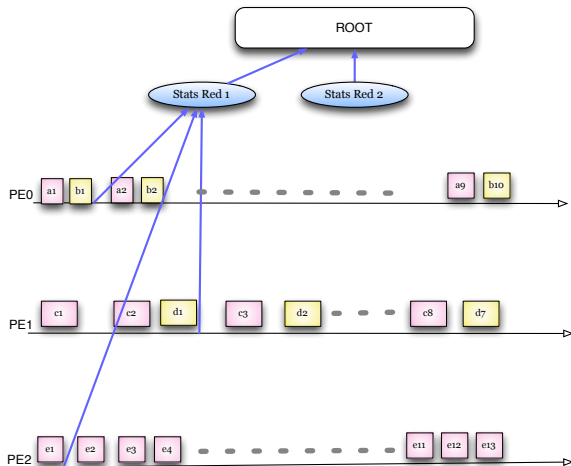 ROOT
Stats Red 1 Stats Red 2
PE0 a1 b1 a2 b2 a9 b10
PE1 c1 c2 d1 c3 d2 c8 d7
PE2 e1 e2 e3 e4 e11 e12 e13